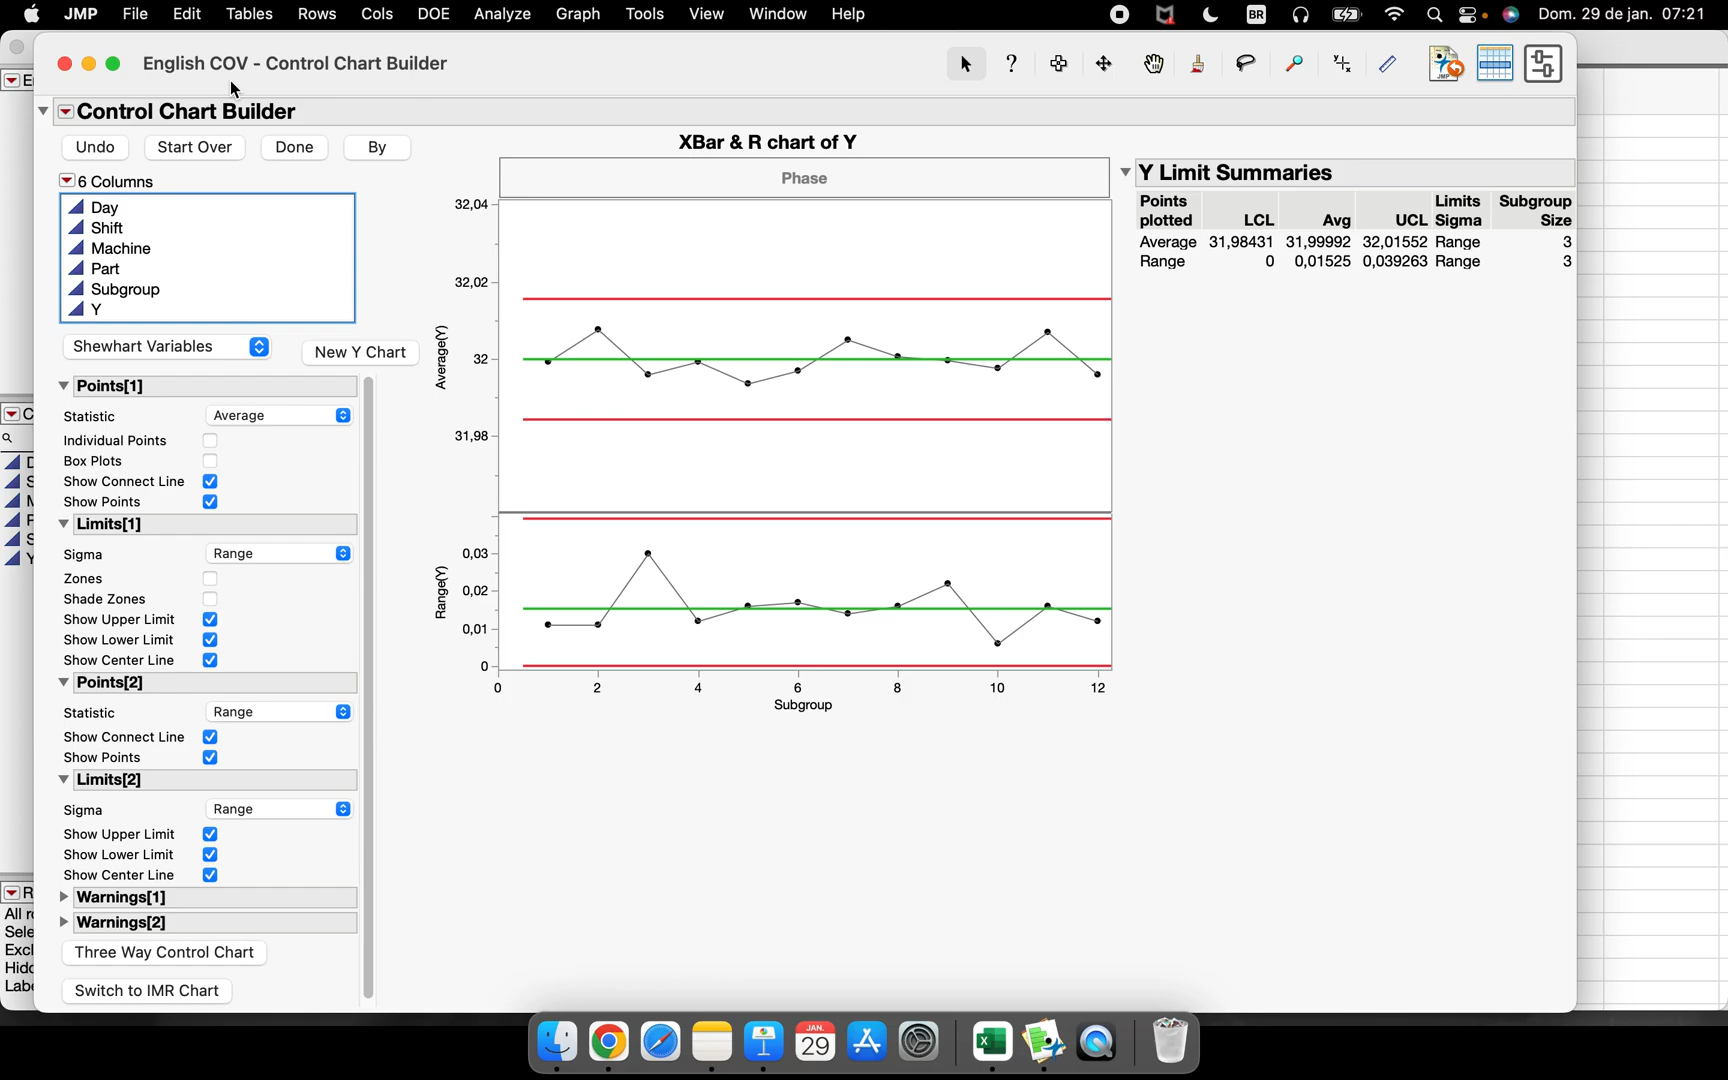 JMP File Edit Tables Rows Cols DOE Analyze Graph Tools View Window Help BR Dom. 29 de jan. 07:21
English COV - Control Chart Builder
Control Chart Builder
Undo Start Over Done By
6 Columns
Day
Shift
Machine
Part
Subgroup
Y
Shewhart Variables New Y Chart
Points[1]
Statistic Average
Individual Points
Box Plots
Show Connect Line
Show Points
Limits[1]
Sigma Range
Zones
Shade Zones
Show Upper Limit
Show Lower Limit
Show Center Line
Points[2]
Statistic Range
Show Connect Line
Show Points
Limits[2]
Sigma Range
Show Upper Limit
Show Lower Limit
Show Center Line
Warnings[1]
Warnings[2]
Three Way Control Chart
Switch to IMR Chart
XBar & R chart of Y
Phase
32,04
32,02
32
31,98
Average(Y)
0,03
0,02
0,01
0
Range(Y)
0 2 4 6 8 10 12
Subgroup
Y Limit Summaries
Points plotted LCL Avg UCL Limits Sigma Subgroup Size
Average 31,98431 31,99992 32,01552 Range 3
Range 0 0,01525 0,039263 Range 3
All r
Sele
Excl
Hidd
Labe
JAN.
29